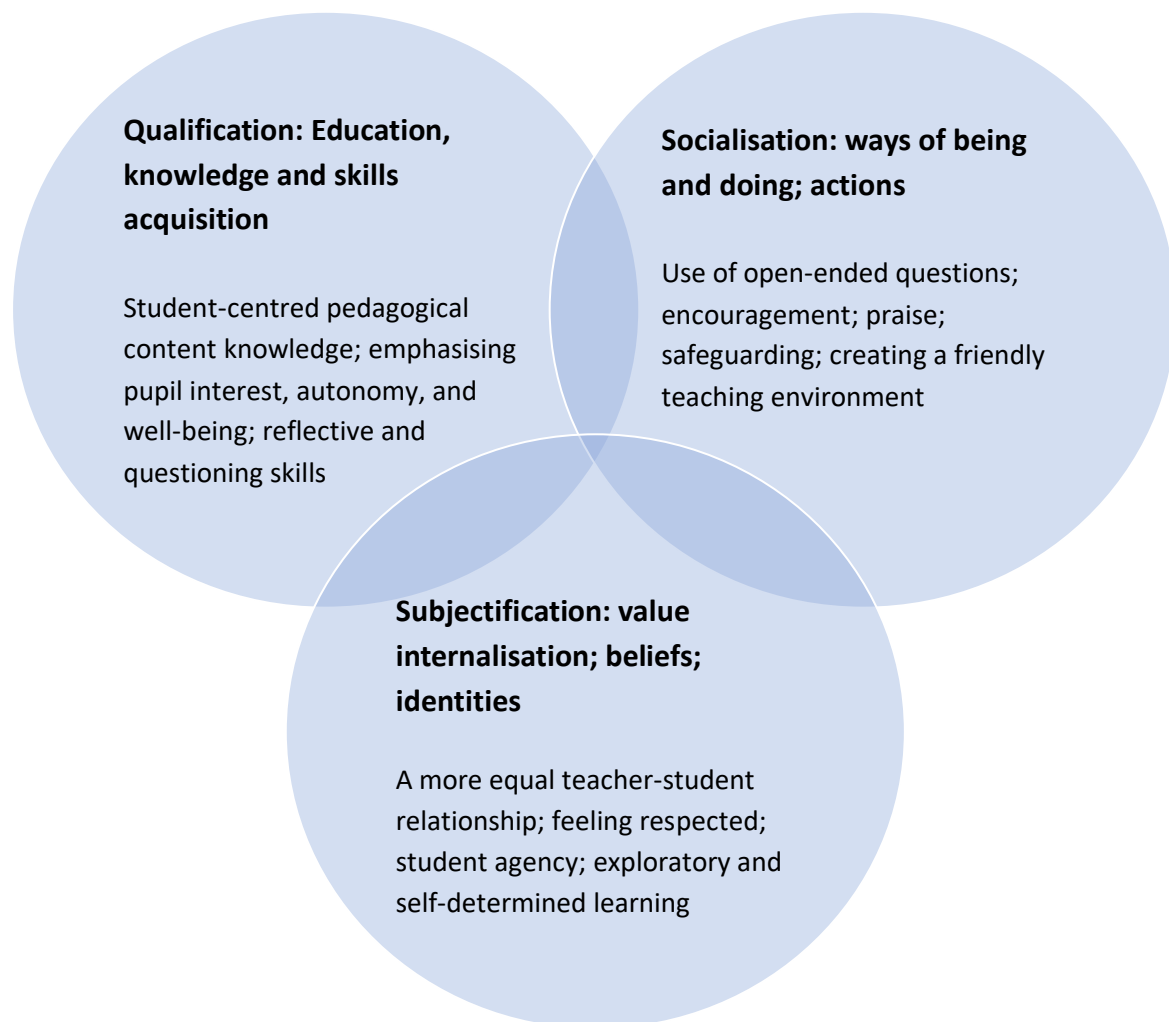 Qualification: Education,
knowledge and skills
acquisition
Student-centred pedagogical
content knowledge; emphasising
pupil interest, autonomy, and
well-being; reflective and
questioning skills
Socialisation: ways of being
and doing; actions
Use of open-ended questions;
encouragement; praise;
safeguarding; creating a friendly
teaching environment
Subjectification: value
internalisation; beliefs;
identities
A more equal teacher-student
relationship; feeling respected;
student agency; exploratory and
self-determined learning